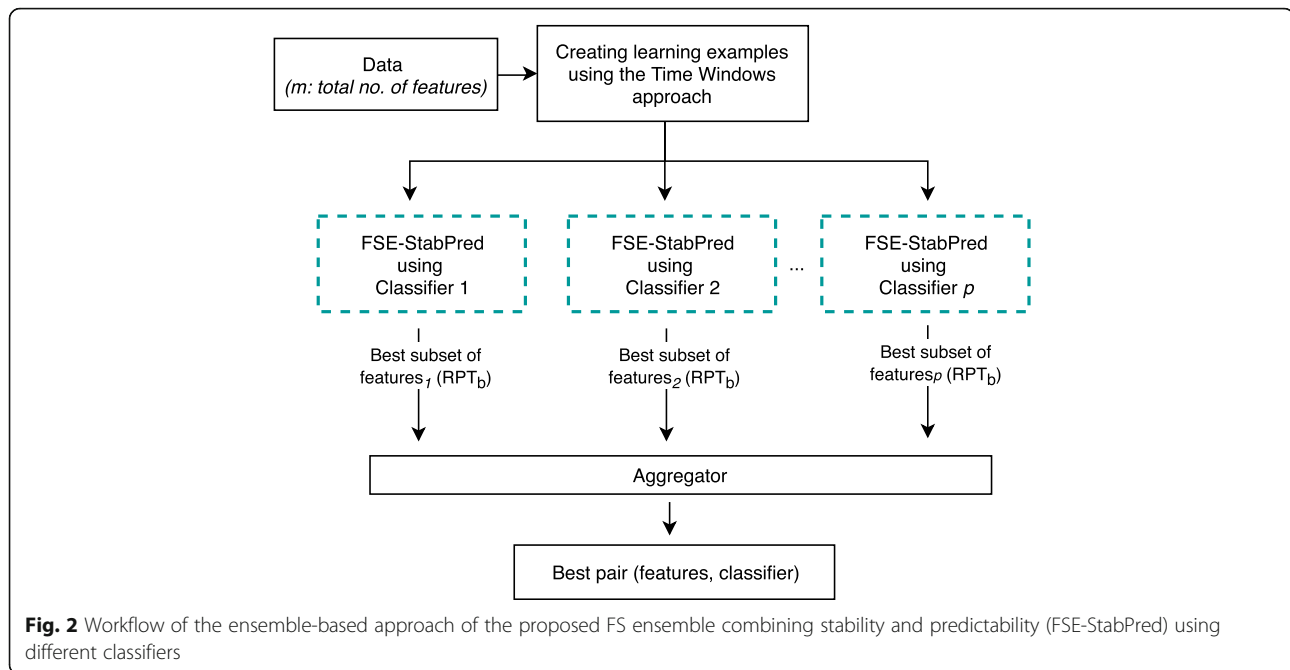 Data
(m: total no. of features)
Creating learning examples
using the Time Windows
approach
FSE-StabPred
using
Classifier 1
FSE-StabPred
using
Classifier 2
...
FSE-StabPred
using
Classifier p
Best subset of
features1 (RPTb)
Best subset of
features2 (RPTb)
Best subset of
featuresp (RPTb)
Aggregator
Best pair (features, classifier)
Fig. 2 Workflow of the ensemble-based approach of the proposed FS ensemble combining stability and predictability (FSE-StabPred) using
different classifiers